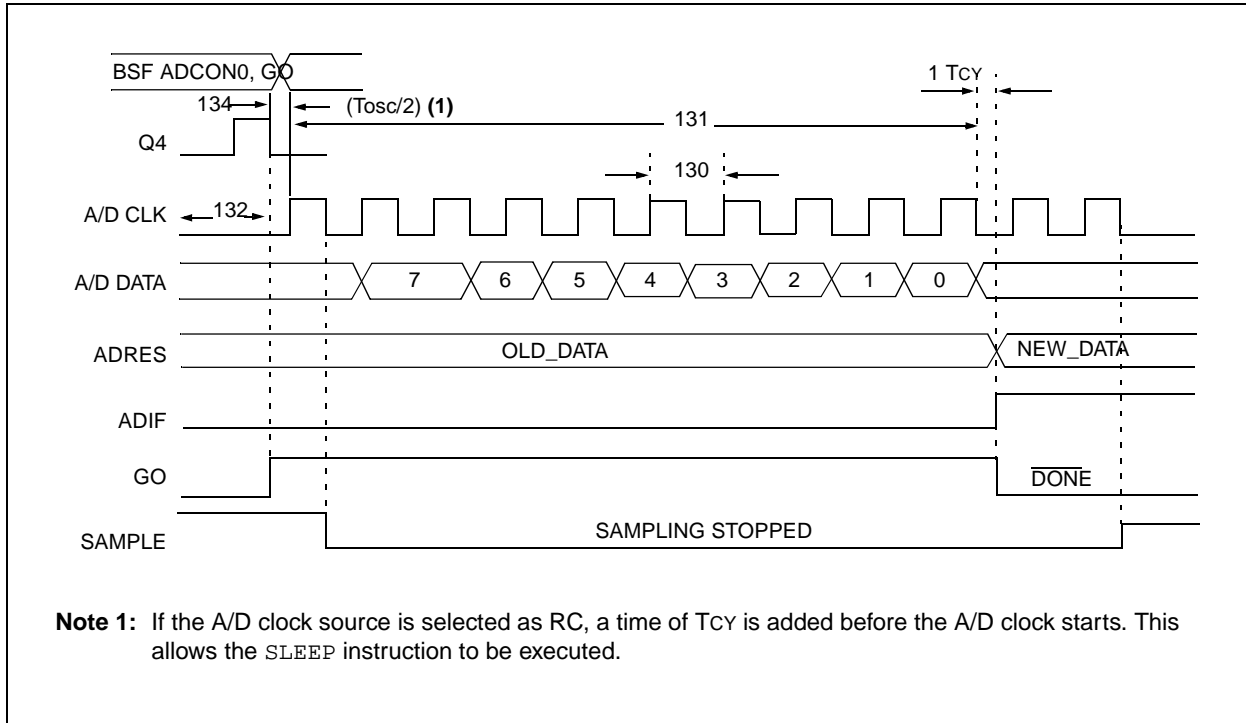 BSF ADCON0, GO
1 TCY
134
(Tosc/2) (1)
131
Q4
130
A/D CLK
132
A/D DATA
7 6 5 4 3 2 1 0
ADRES
OLD_DATA
NEW_DATA
ADIF
GO
DONE
SAMPLE
SAMPLING STOPPED
Note 1: If the A/D clock source is selected as RC, a time of TCY is added before the A/D clock starts. This
allows the SLEEP instruction to be executed.